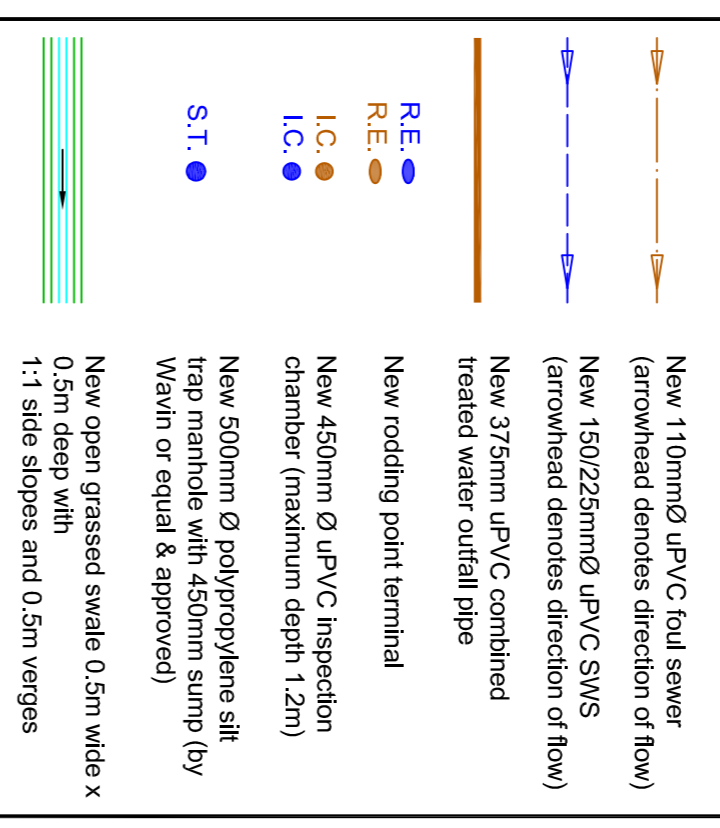 New 110mmØ uPVC foul sewer
(arrowhead denotes direction of flow)
New 150/225mmØ uPVC SWS
(arrowhead denotes direction of flow)
New 375mm uPVC combined
treated water outfall pipe
R.E.
R.E.
New rodding point terminal
I.C.
I.C.
New 450mm Ø uPVC inspection
chamber (maximum depth 1.2m)
S.T.
New 500mm Ø polypropylene silt
trap manhole with 450mm sump (by
Wavin or equal & approved)
New open grassed swale 0.5m wide x
0.5m deep with
1:1 side slopes and 0.5m verges